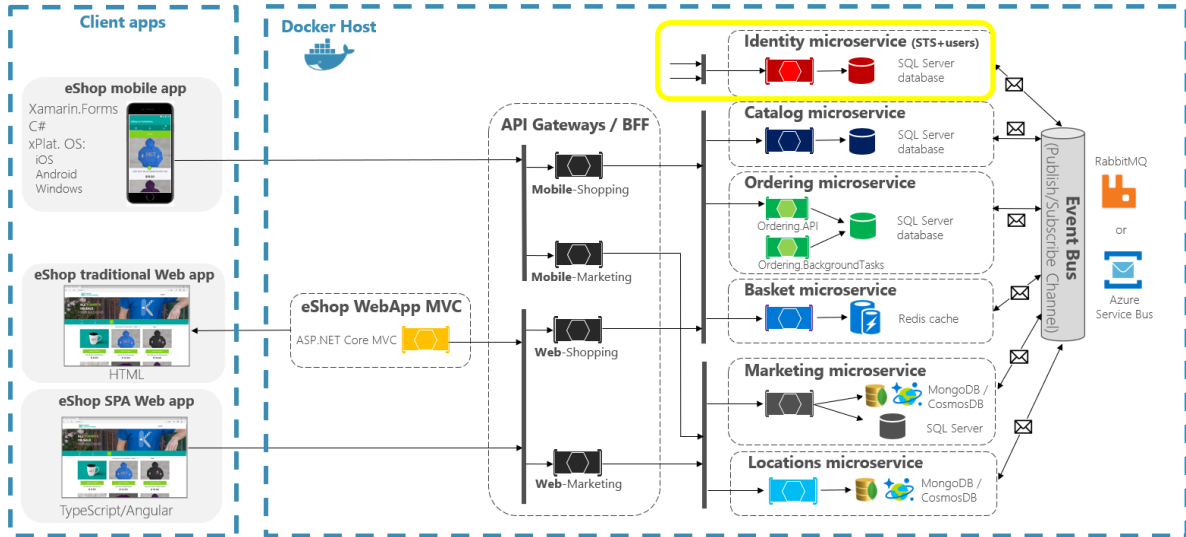 Client apps
eShop mobile app
Xamarin.Forms
C#
xPlat. OS:
iOS
Android
Windows
eShop traditional Web app
HTML
eShop SPA Web app
TypeScript/Angular
Docker Host
eShop WebApp MVC
ASP.NET Core MVC
API Gateways / BFF
Mobile-Shopping
Mobile-Marketing
Web-Shopping
Web-Marketing
Identity microservice (STS+users)
SQL Server
database
Catalog microservice
SQL Server
database
Ordering microservice
Ordering.API
SQL Server
database
Ordering.BackgroundTasks
Basket microservice
Redis cache
Marketing microservice
MongoDB /
CosmosDB
SQL Server
Locations microservice
MongoDB /
CosmosDB
Event Bus
(Publish/Subscribe Channel)
RabbitMQ
or
Azure
Service Bus